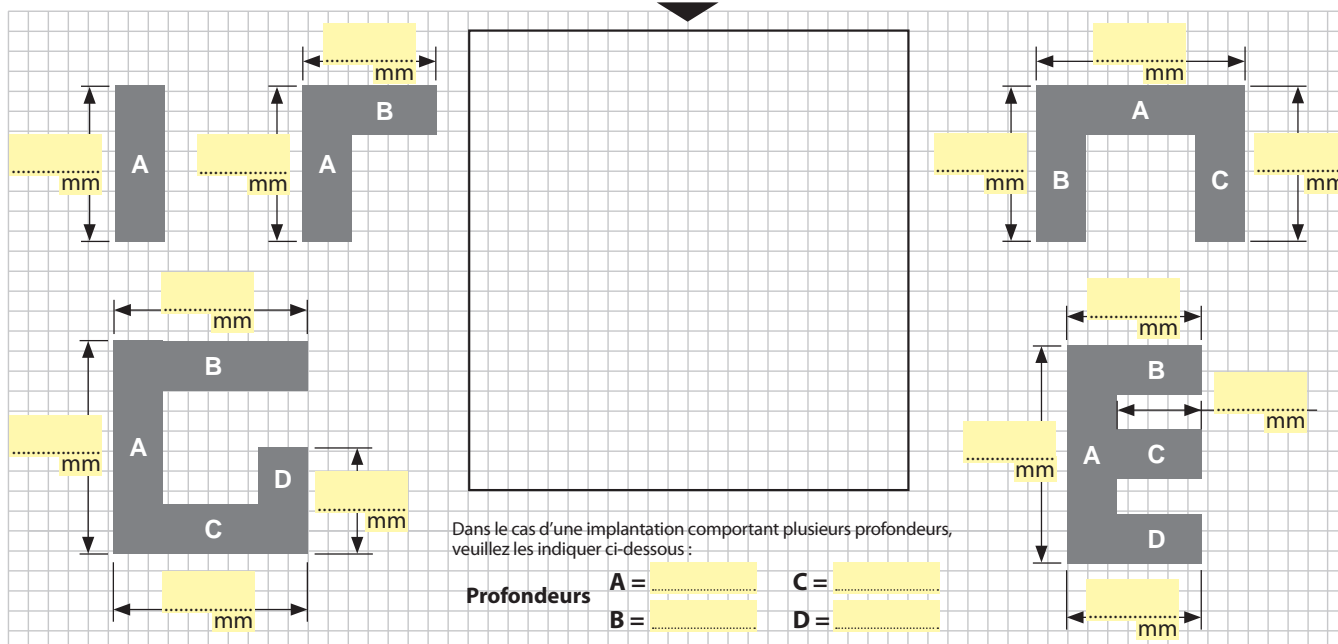 mm
B
A
mm
A
mm
mm
A
B
C
mm
mm
mm
B
A
D
C
mm
mm
mm
mm
B
mm
A
C
D
mm
mm
Dans le cas d'une implantation comportant plusieurs profondeurs,
veuillez les indiquer ci-dessous :
Profondeurs
A = ....................
C = ....................
B = ....................
D = ....................